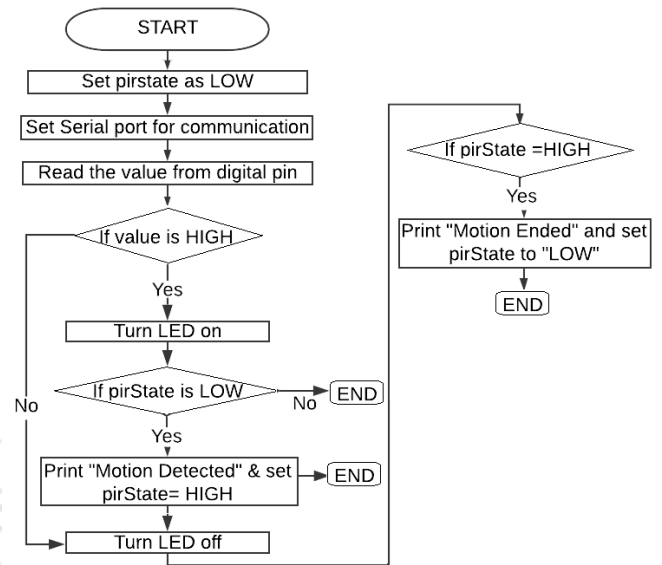 START
Set pirstate as LOW
Set Serial port for communication
Read the value from digital pin
If value is HIGH
Yes
Turn LED on
If pirState is LOW
No
END
No
Yes
Print "Motion Detected" & set
pirState= HIGH
END
Turn LED off
If pirState =HIGH
Yes
Print "Motion Ended" and set
pirState to "LOW"
END